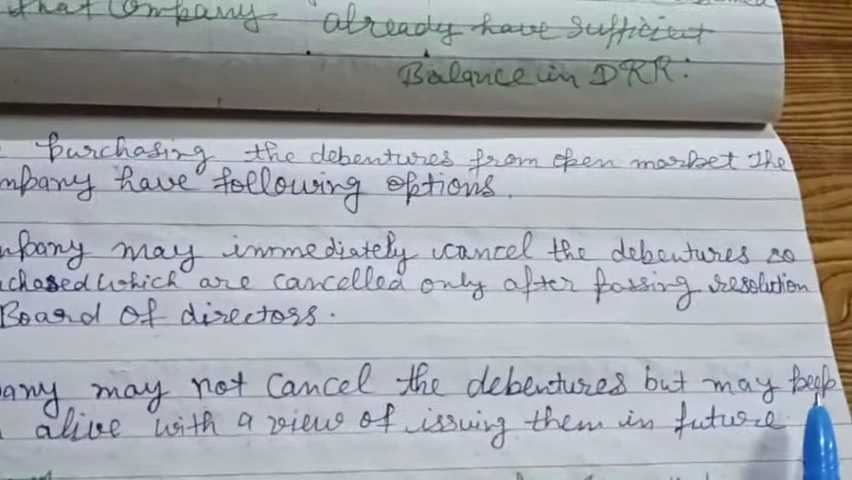 that Company already have sufficient
Balance in DRR:
purchasing the debentures from open market the
mpany have following options.
mpany may immediately cancel the debentures so
chased which are cancelled only after passing resolution
Board of directors.
any may not cancel the debentures but may keep
alive with a view of issuing them in future